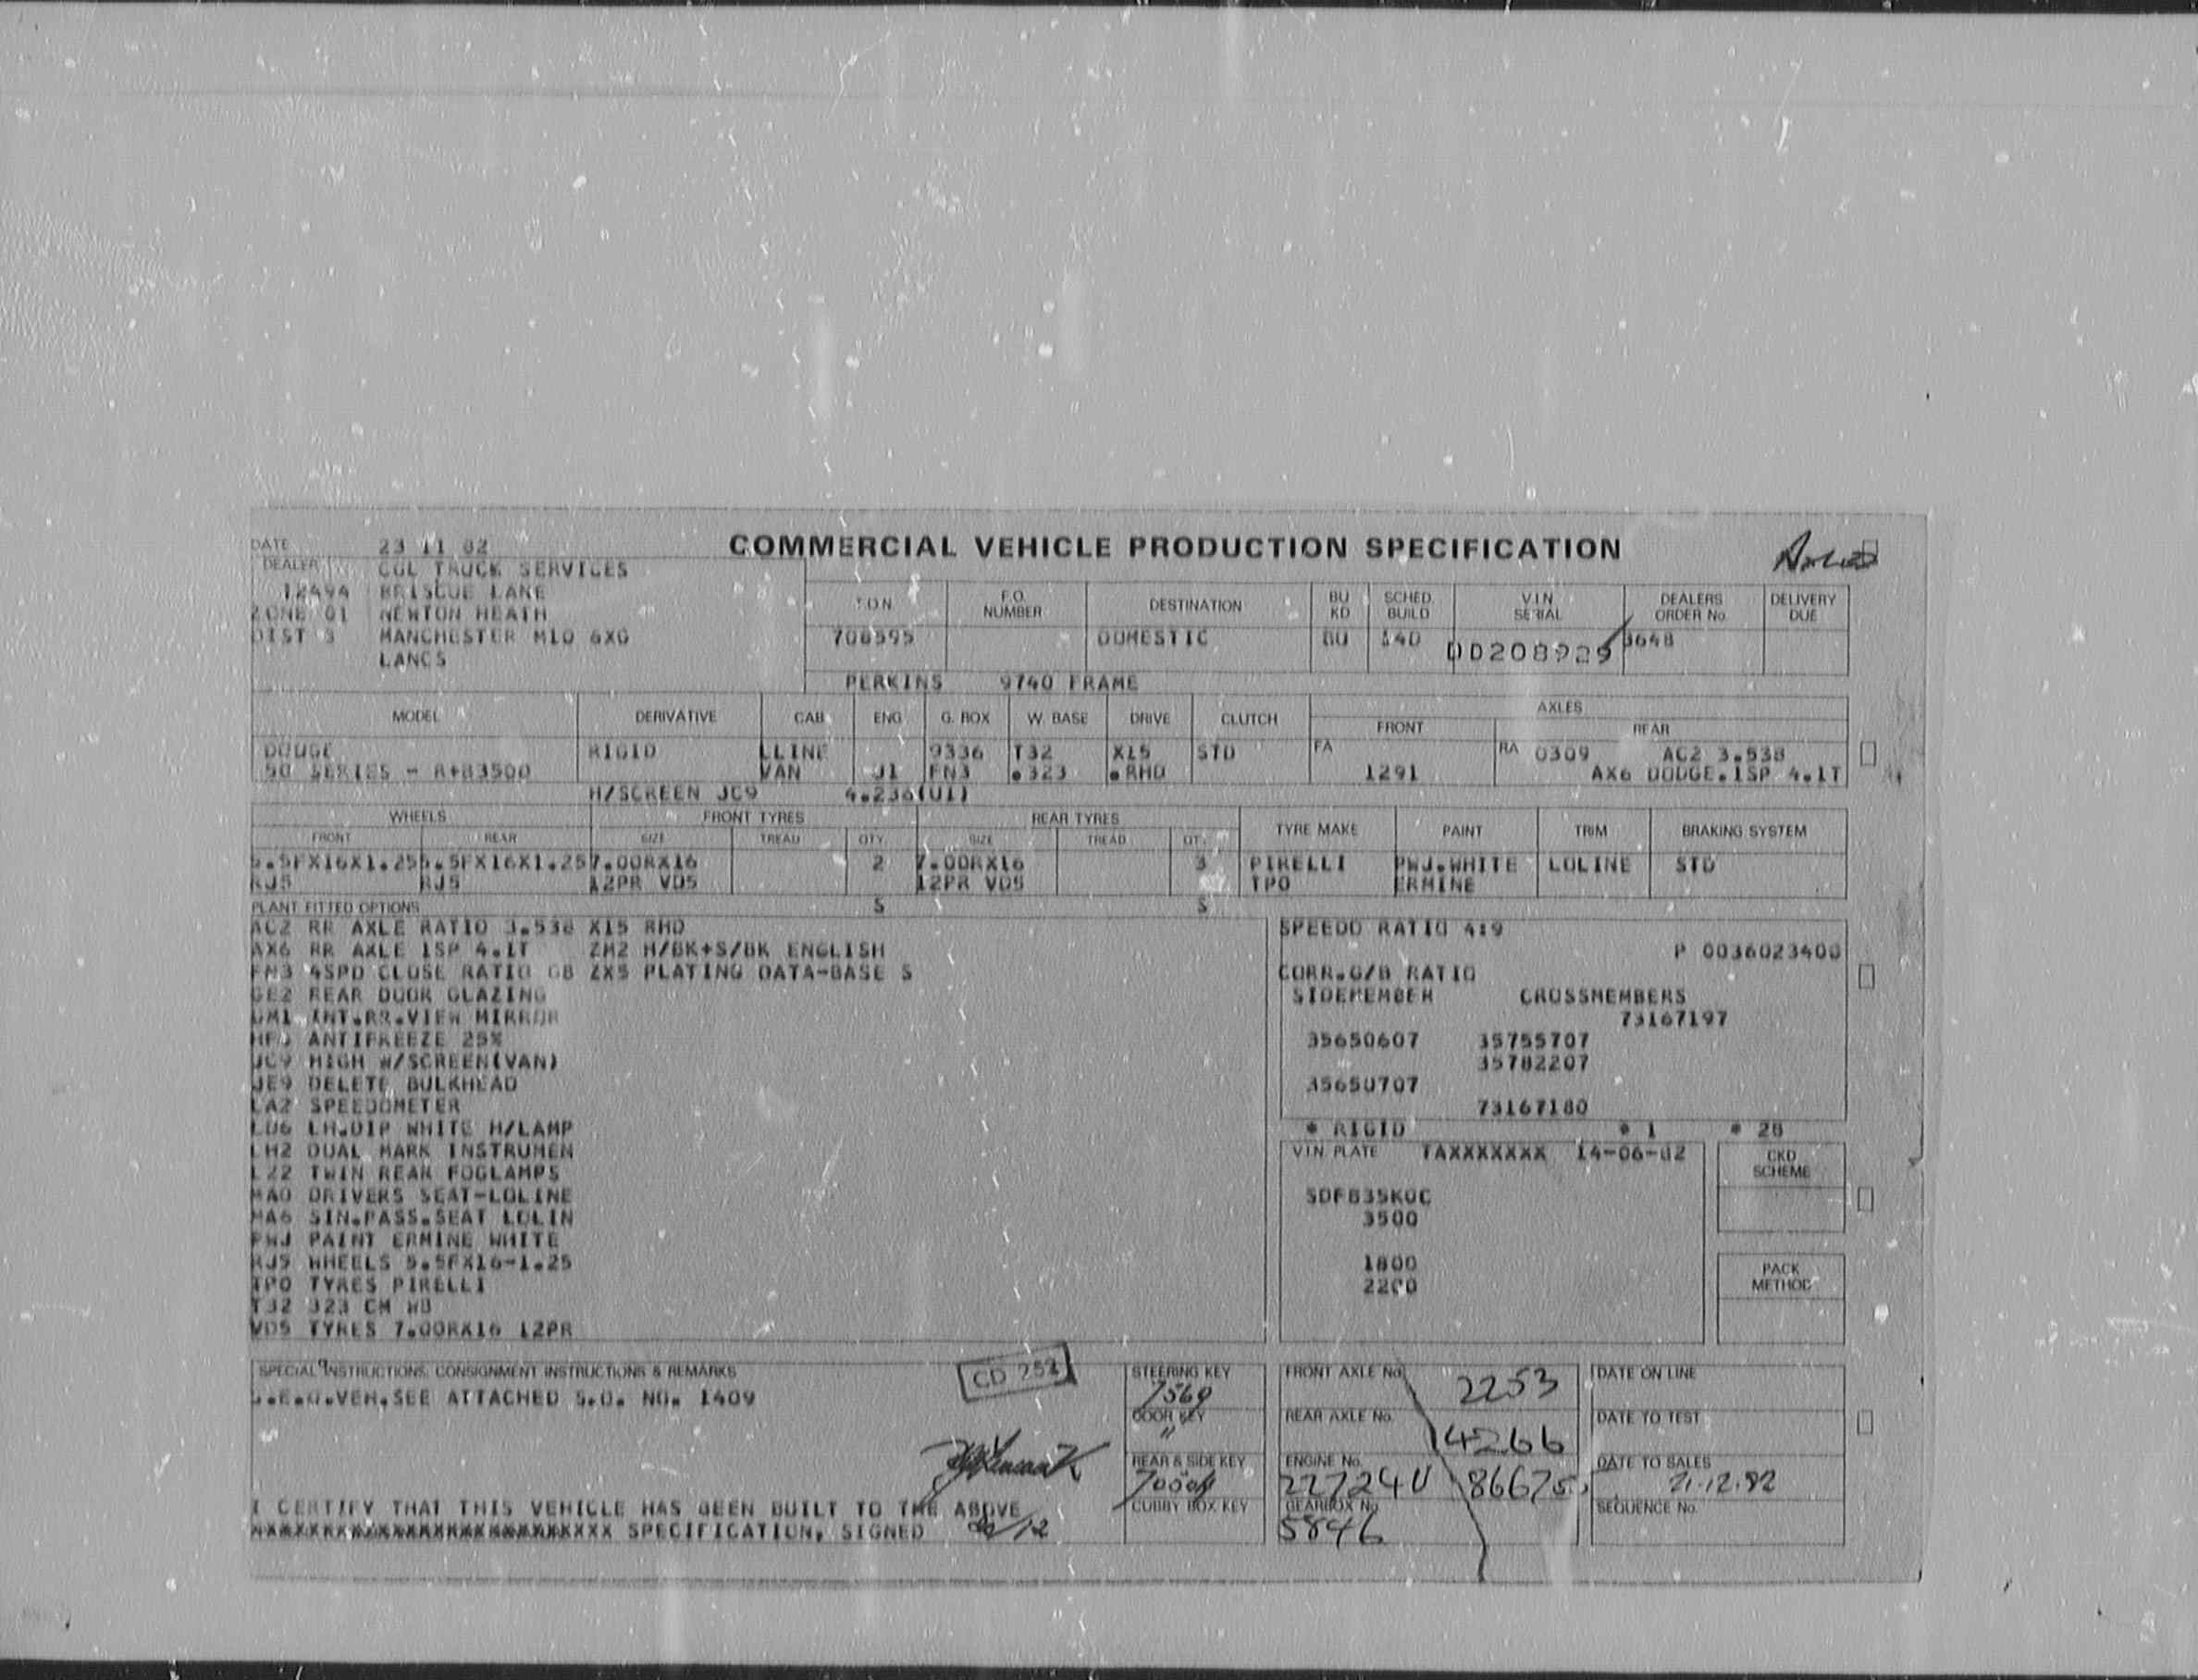 COMMERCIAL VEHICLE PRODUCTION SPECIFICATION
DATE 23 11 82
DEALER CGL TRUCK SERVICES
12494 BRISCOE LANE
ZONE 01 NEWTON HEATH
DIST 3 MANCHESTER M10 6XG
LANCS
T.O.N. F.O. NUMBER DESTINATION BU KD SCHED. BUILD V.I.N SERIAL DEALERS ORDER No. DELIVERY DUE
706595 DOMESTIC BU 140 DD208929 3648
PERKINS 9740 FRAME
MODEL DERIVATIVE CAB ENG G. BOX W. BASE DRIVE CLUTCH AXLES
FRONT REAR
DODGE RIGID LLINE 9336 T32 X15 STD FA RA 0309 AC2 3.538
50 SERIES - R+B3500 VAN J1 FN3 .323 .RHD 1291 AX6 DODGE.1SP 4.1T
H/SCREEN JC9 4.236(U1)
WHEELS FRONT TYRES REAR TYRES TYRE MAKE PAINT TRIM BRAKING SYSTEM
FRONT REAR SIZE TREAD QTY SIZE TREAD QTY
5.5FX16X1.25 5.5FX16X1.25 7.00RX16 2 7.00RX16 3 PIRELLI PWJ.WHITE LOLINE STD
RJ5 RJ5 12PR VD5 12PR VD5 TPO ERMINE
PLANT FITTED OPTIONS S S
AC2 RR AXLE RATIO 3.538 X15 RHD
AX6 RR AXLE 1SP 4.1T ZM2 H/BK+S/BK ENGLISH
FN3 4SPD CLOSE RATIO GB ZX5 PLATING DATA-BASE S
GE2 REAR DOOR GLAZING
GM1 INT.RR.VIEW MIRROR
ANTIFREEZE 25%
JC9 HIGH W/SCREEN(VAN)
JE9 DELETE BULKHEAD
LA2 SPEEDOMETER
LD6 LH.DIP WHITE H/LAMP
LH2 DUAL MARK INSTRUMEN
LZ2 TWIN REAR FOGLAMPS
MA0 DRIVERS SEAT-LOLINE
MA6 SIN.PASS.SEAT LOLIN
PWJ PAINT ERMINE WHITE
RJ5 WHEELS 5.5FX16-1.25
TPO TYRES PIRELLI
T32 323 CM WB
VD5 TYRES 7.00RX16 12PR
SPEEDO RATIO 4:9
P 0036023400
CORR.G/B RATIO
SIDEMEMBER CROSSMEMBERS
73167197
35650607 35755707
35782207
35650707
73167180
* RIGID * 1 * 28
VIN PLATE TAXXXXXXX 14-06-82
CKD SCHEME
SDFB35K0C
3500
1800
2200
PACK METHOD
SPECIAL INSTRUCTIONS, CONSIGNMENT INSTRUCTIONS & REMARKS
S.E.O.VEH.SEE ATTACHED S.O. NO. 1409
CD 252
I CERTIFY THAT THIS VEHICLE HAS BEEN BUILT TO THE ABOVE
XXXXXXXXXXXXXXXXXXXXXXXXXXXXX SPECIFICATION, SIGNED 20/12
STEERING KEY
7569
DOOR KEY
"
REAR & SIDE KEY
CUBBY BOX KEY
FRONT AXLE No. 2253
REAR AXLE No. 14266
ENGINE No.
227240 86675
GEARBOX No.
5846
DATE ON LINE
DATE TO TEST
DATE TO SALES
21.12.82
SEQUENCE No.